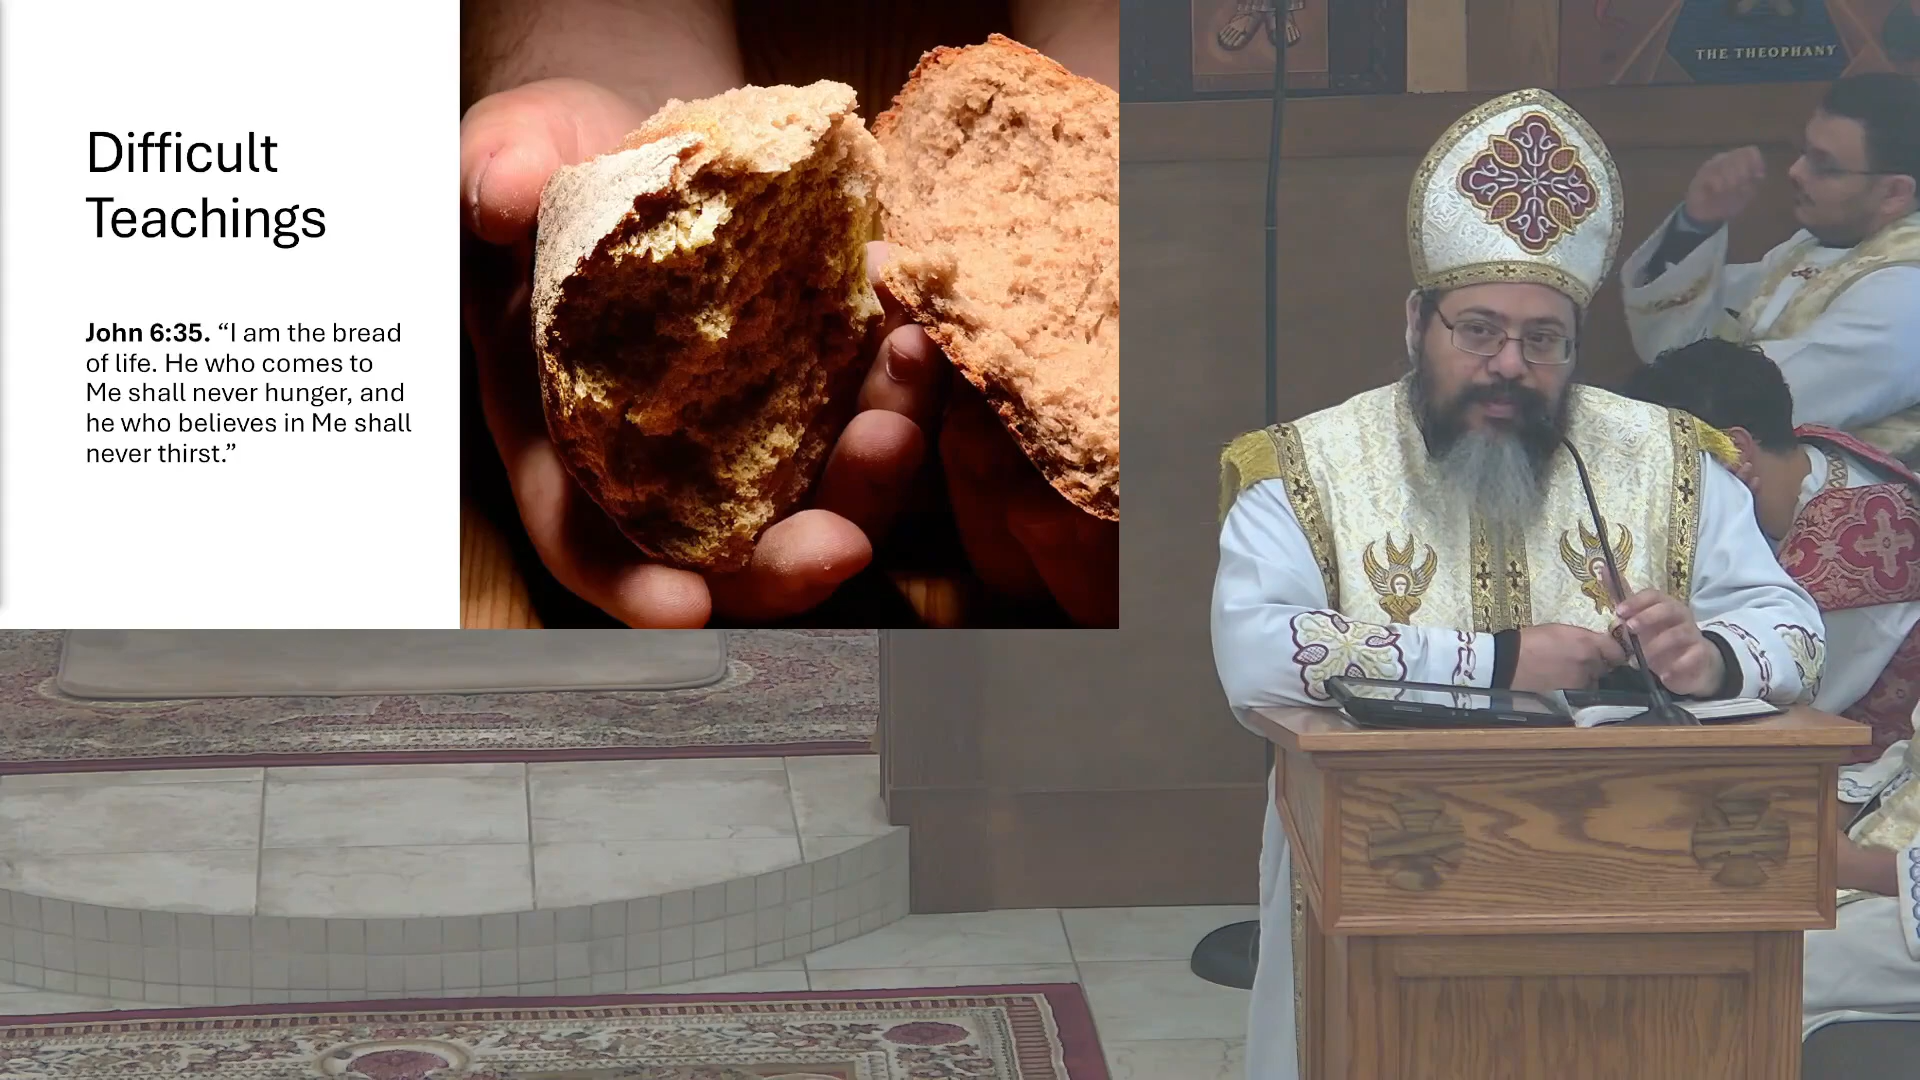 Difficult
Teachings
John 6:35. “I am the bread
of life. He who comes to
Me shall never hunger, and
he who believes in Me shall
never thirst.”
THE THEOPHANY